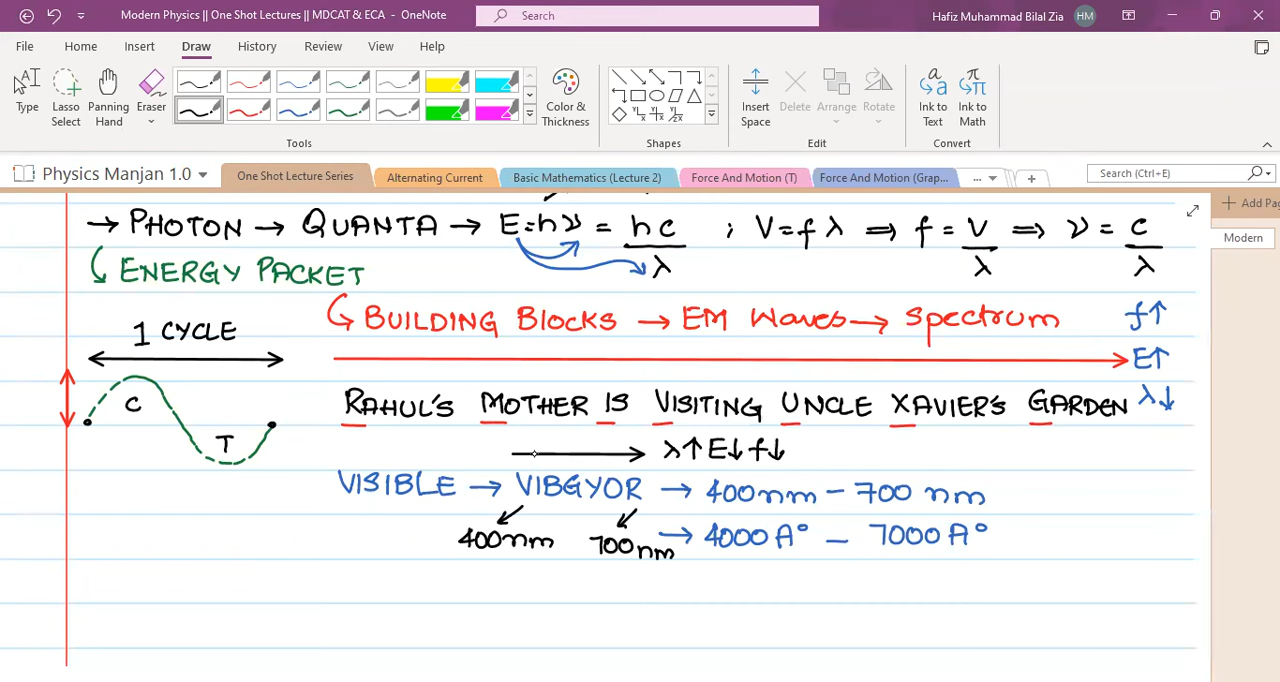 Modern Physics || One Shot Lectures || MDCAT & ECA - OneNote
Search
Hafiz Muhammad Bilal Zia HM
File Home Insert Draw History Review View Help
Type Lasso Select Panning Hand Eraser Color & Thickness Insert Space Delete Arrange Rotate Ink to Text Ink to Math
Tools Shapes Edit Convert
Physics Manjan 1.0 One Shot Lecture Series Alternating Current Basic Mathematics (Lecture 2) Force And Motion (T) Force And Motion (Grap... ... + Search (Ctrl+E)
+ Add Pag
Modern
→ PHOTON → QUANTA → E=hν = hc/λ ; V=fλ ⇒ f = V/λ ⇒ ν = c/λ
ENERGY PACKET
1 CYCLE
BUILDING BLOCKS → EM Waves → Spectrum f↑
E↑
C
RAHUL'S MOTHER IS VISITING UNCLE XAVIER'S GARDEN λ↓
T
→ λ↑ E↓ f↓
VISIBLE → VIBGYOR → 400nm - 700 nm
400nm 700nm → 4000 A° - 7000 A°